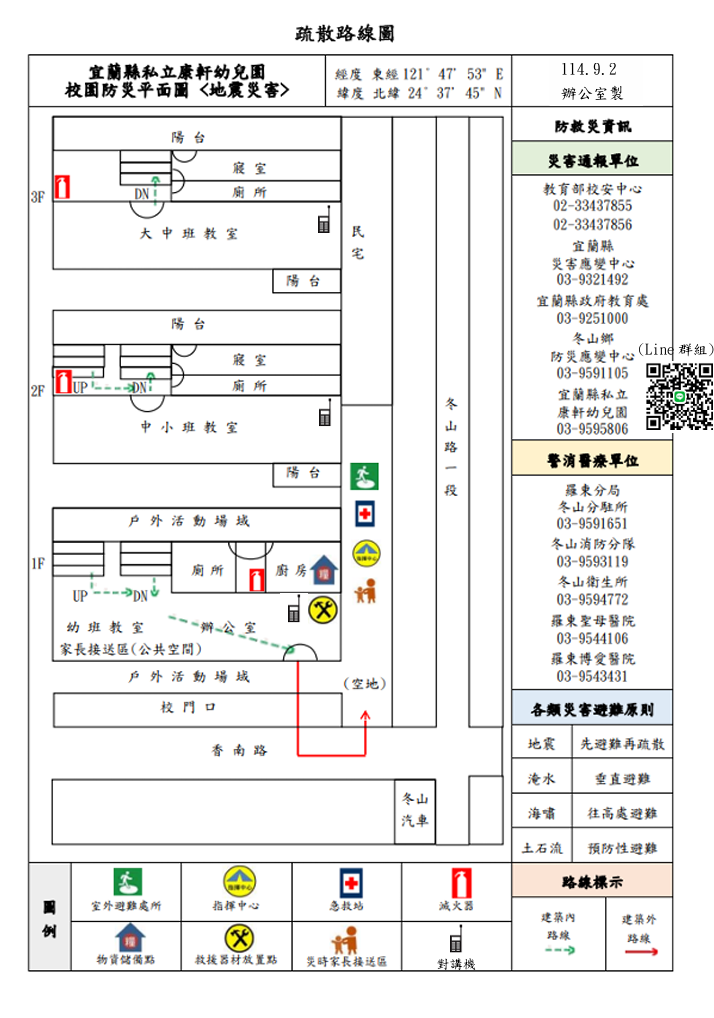 疏散路線圖
宜蘭縣私立康軒幼兒園
校園防災平面圖 <地震災害>
經度 東經 121° 47' 53" E
緯度 北緯 24° 37' 45" N
114.9.2
辦公室製
陽台
寢室
廁所
DN
3F
大中班教室
民宅
陽台
陽台
寢室
廁所
UP
DN
2F
中小班教室
陽台
冬山路一段
戶外活動場域
1F
廁所
廚房
糧
指揮中心
UP
DN
幼班教室
辦公室
家長接送區(公共空間)
戶外活動場域
(空地)
校門口
香南路
冬山
汽車
防救災資訊
災害通報單位
教育部校安中心
02-33437855
02-33437856
宜蘭縣
災害應變中心
03-9321492
宜蘭縣政府教育處
03-9251000
冬山鄉
防災應變中心
03-9591105
(Line 群組)
宜蘭縣私立
康軒幼兒園
03-9595806
警消醫療單位
羅東分局
冬山分駐所
03-9591651
冬山消防分隊
03-9593119
冬山衛生所
03-9594772
羅東聖母醫院
03-9544106
羅東博愛醫院
03-9543431
各類災害避難原則
地震 先避難再疏散
淹水 垂直避難
海嘯 往高處避難
土石流 預防性避難
路線標示
建築內
路線
建築外
路線
圖例
指揮中心
室外避難處所
指揮中心
急救站
滅火器
糧
物資儲備點
救援器材放置點
災時家長接送區
對講機